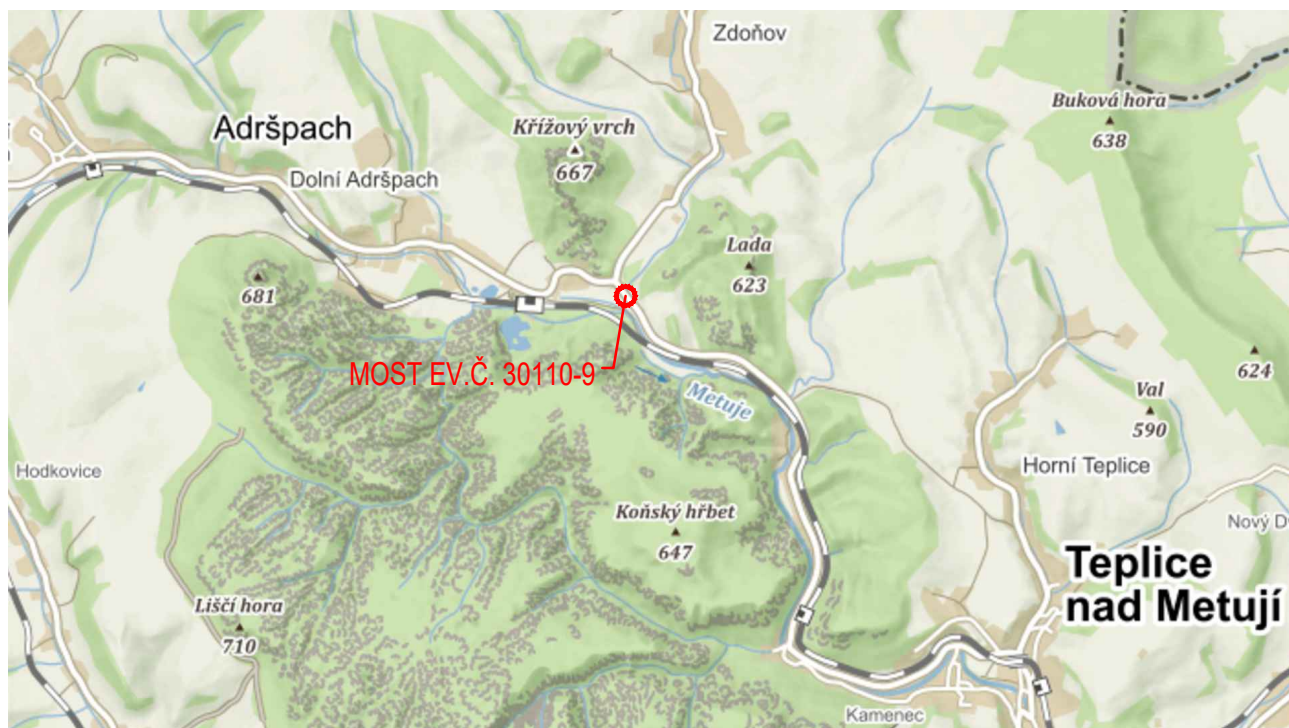 Zdoňov
Buková hora
638
Adršpach
Křížový vrch
667
Dolní Adršpach
Lada
623
681
MOST EV.Č. 30110-9
Metuje
624
Val
590
Hodkovice
Horní Teplice
Koňský hřbet
647
Nový D
Teplice
nad Metují
Liščí hora
710
Kamenec